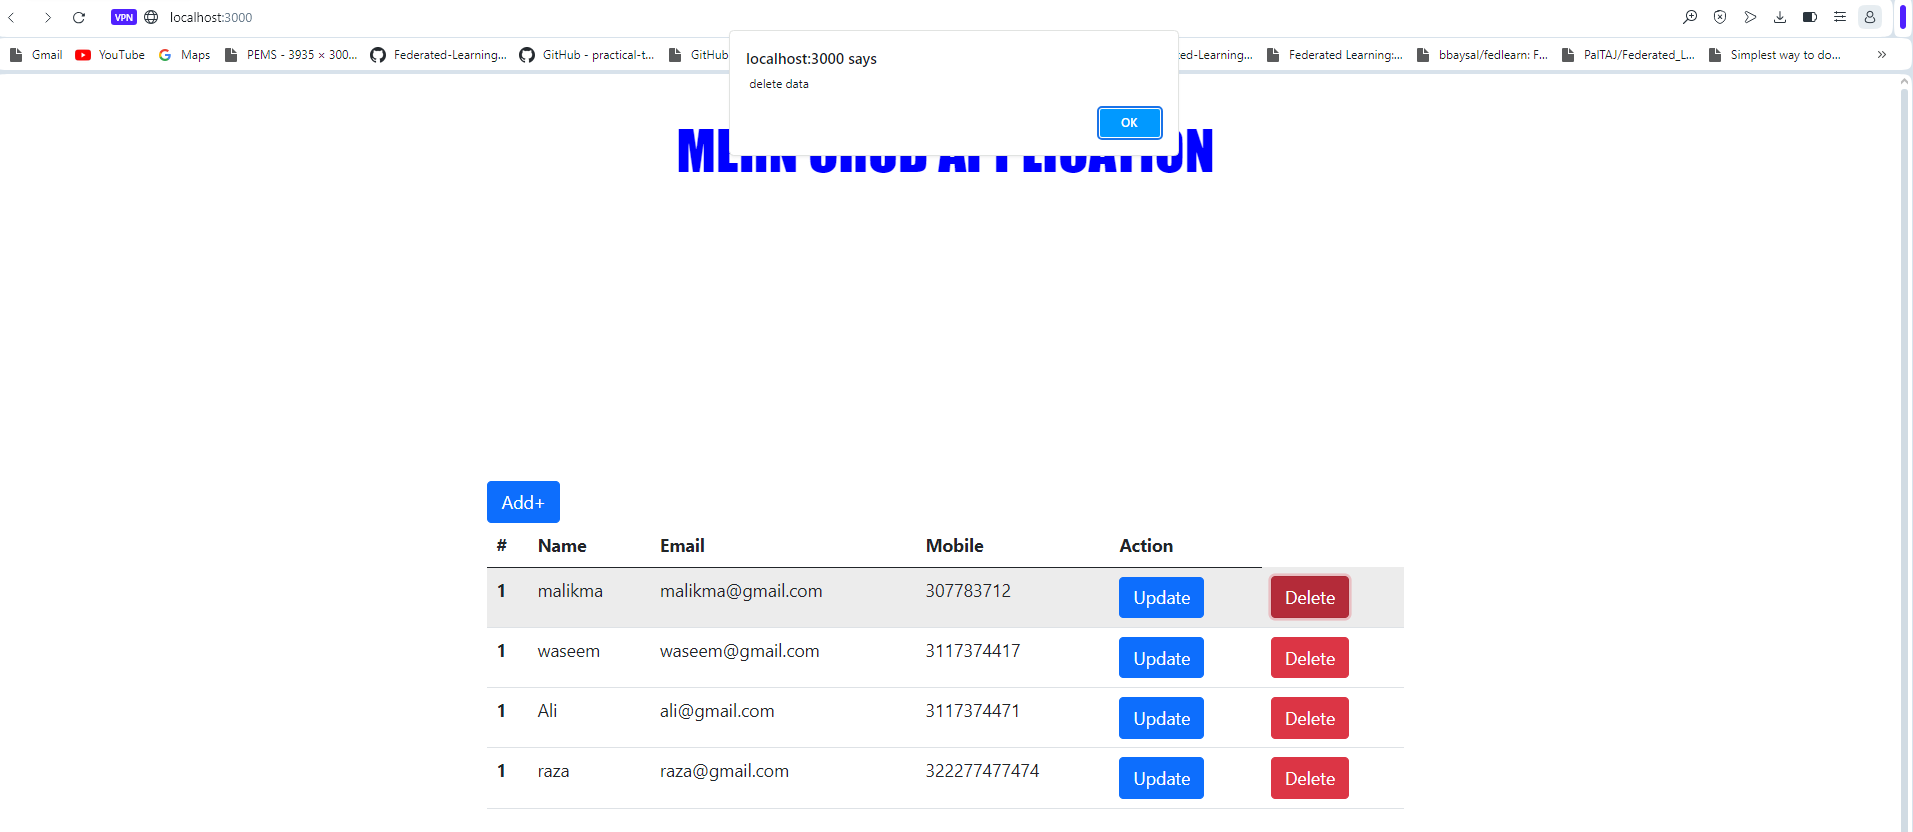 VPN localhost:3000
Gmail YouTube Maps PEMS - 3935 × 300... Federated-Learning... GitHub - practical-t... GitHub ed-Learning... Federated Learning:... bbaysal/fedlearn: F... PalTAJ/Federated_L... Simplest way to do... »
localhost:3000 says
delete data
OK
CRUD APPLICATION
Add+
# Name Email Mobile Action
1 malikma malikma@gmail.com 307783712 Update Delete
1 waseem waseem@gmail.com 3117374417 Update Delete
1 Ali ali@gmail.com 3117374471 Update Delete
1 raza raza@gmail.com 322277477474 Update Delete